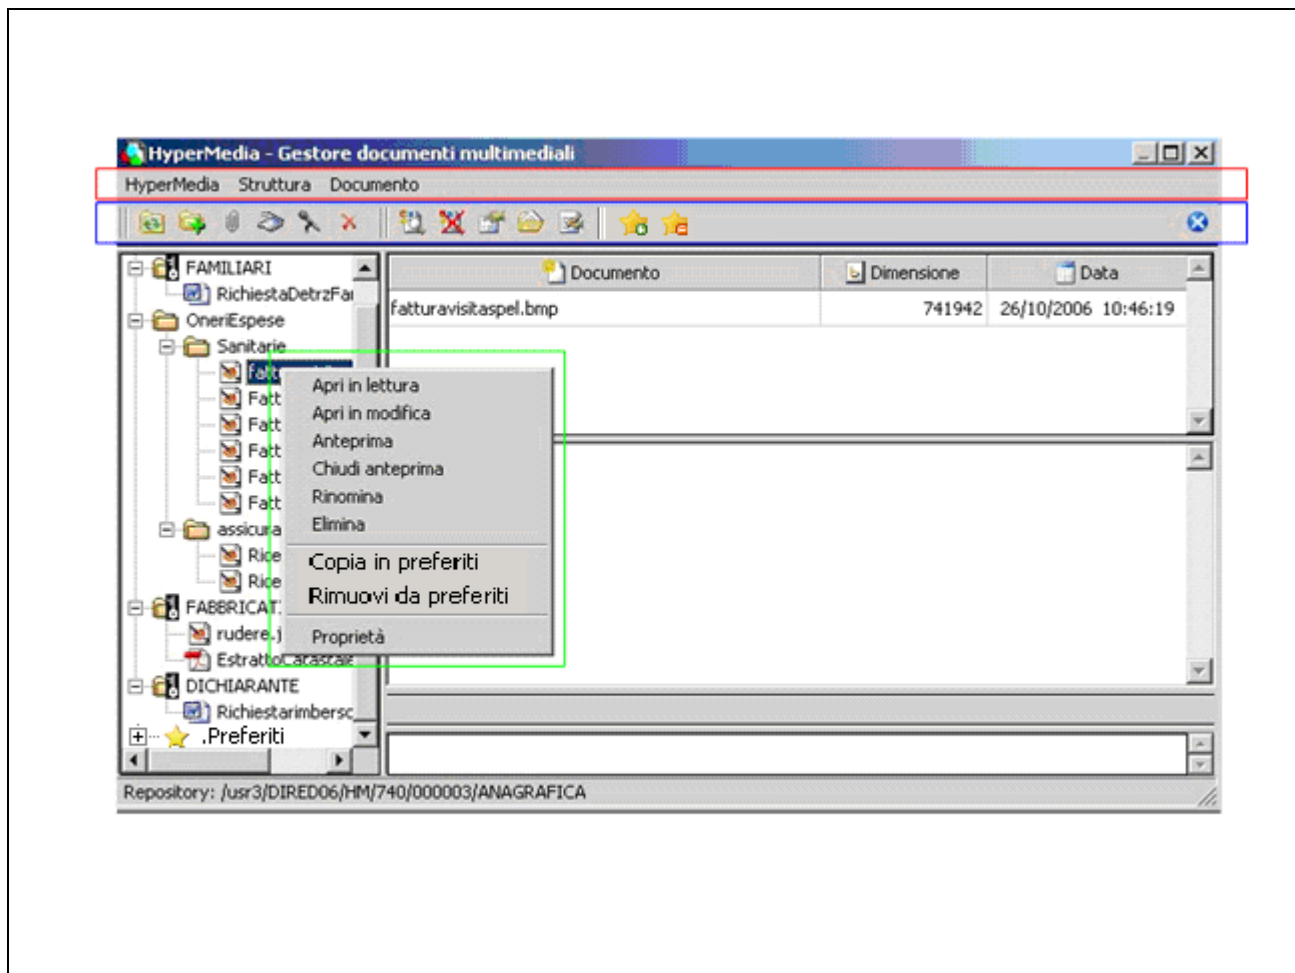 HyperMedia - Gestore documenti multimediali
HyperMedia Struttura Documento
FAMILIARI
RichiestaDetrzFai
OneriEspese
Sanitarie
Fatt
Fatt
Fatt
Fatt
Fatt
assicura
Rice
Rice
FABBRICAT
rudere.j
EstrattoCatastale
DICHIARANTE
Richiestarimbersc
.Preferiti
Documento Dimensione Data
fatturavisitaspel.bmp 741942 26/10/2006 10:46:19
Apri in lettura
Apri in modifica
Anteprima
Chiudi anteprima
Rinomina
Elimina
Copia in preferiti
Rimuovi da preferiti
Proprietà
Repository: /usr3/DIRED06/HM/740/000003/ANAGRAFICA